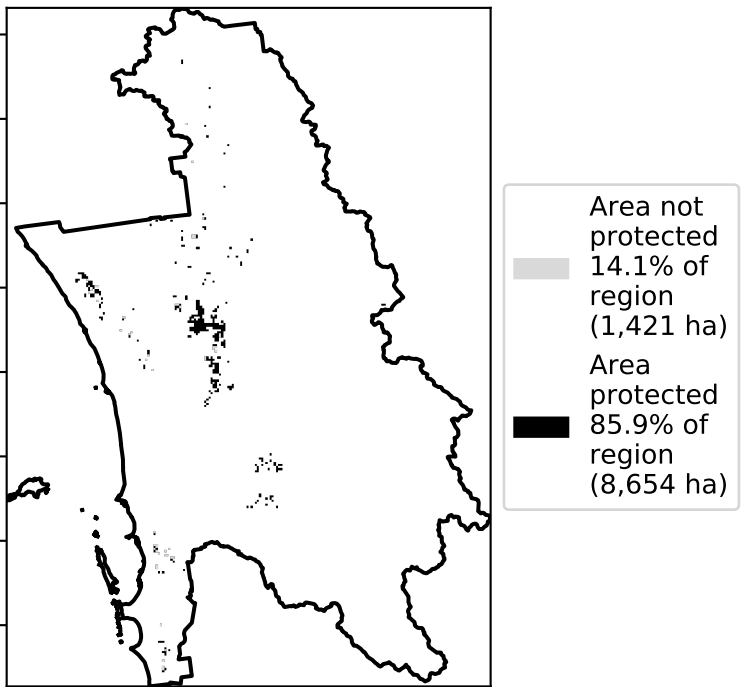 Area not
protected
14.1% of
region
(1,421 ha)
Area
protected
85.9% of
region
(8,654 ha)